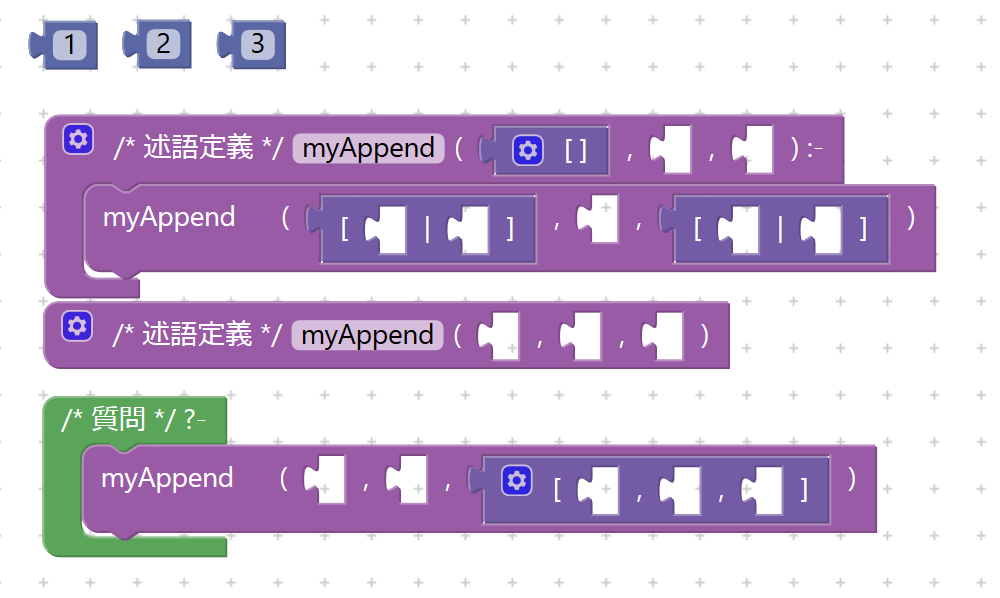 1 2 3
/* 述語定義 */ myAppend ( [ ] , , ) :-
myAppend ( [ | ] , , [ | ] )
/* 述語定義 */ myAppend ( , , )
/* 質問 */ ?-
myAppend ( , , [ , , ] )